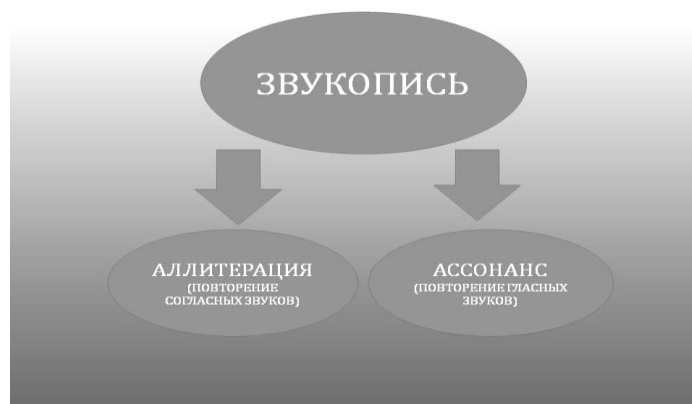 ЗВУКОПИСЬ
АЛЛИТЕРАЦИЯ
(ПОВТОРЕНИЕ
СОГЛАСНЫХ ЗВУКОВ)
АССОНАНС
(ПОВТОРЕНИЕ ГЛАСНЫХ
ЗВУКОВ)